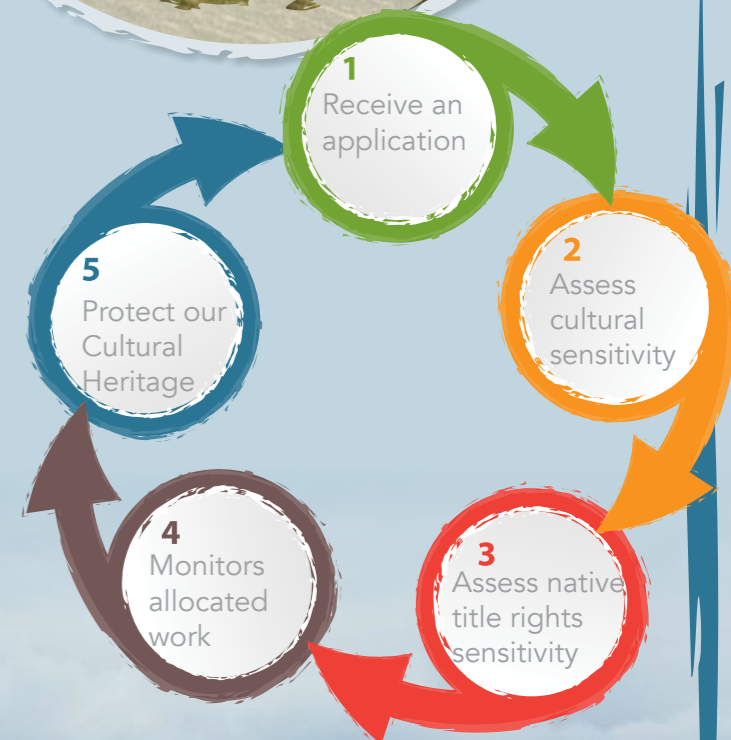 1
Receive an
application
2
Assess
cultural
sensitivity
3
Assess native
title rights
sensitivity
4
Monitors
allocated
work
5
Protect our
Cultural
Heritage